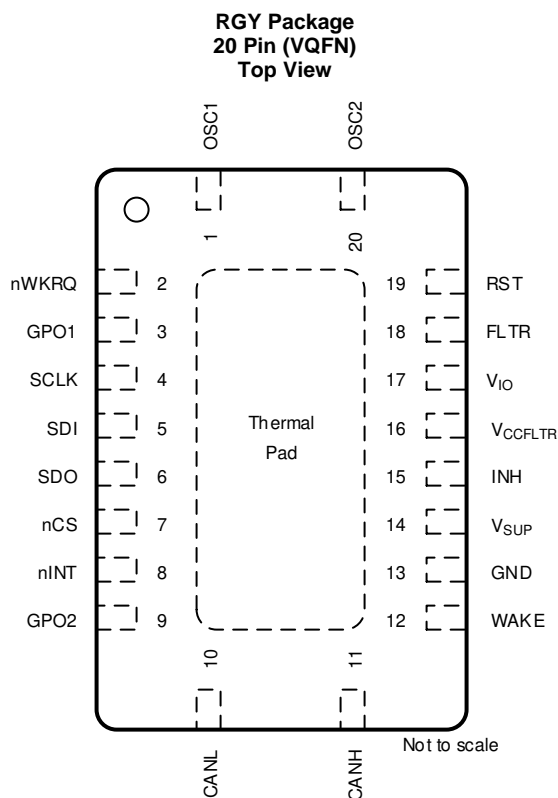 RGY Package
20 Pin (VQFN)
Top View
OSC1
OSC2
1
20
nWKRQ 2 19 RST
GPO1 3 18 FLTR
SCLK 4 17 VIO
SDI 5 Thermal 16 VCCFLTR
SDO 6 Pad 15 INH
nCS 7 14 VSUP
nINT 8 13 GND
GPO2 9 12 WAKE
10
11
Not to scale
CANL
CANH